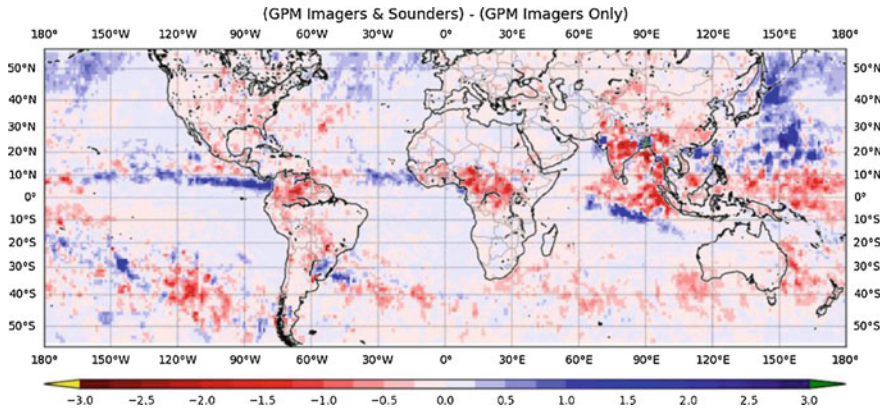 (GPM Imagers & Sounders) - (GPM Imagers Only)
180° 150°W 120°W 90°W 60°W 30°W 0° 30°E 60°E 90°E 120°E 150°E 180°
50°N 50°N
40°N 40°N
30°N 30°N
20°N 20°N
10°N 10°N
0° 0°
10°S 10°S
20°S 20°S
30°S 30°S
40°S 40°S
50°S 50°S
180° 150°W 120°W 90°W 60°W 30°W 0° 30°E 60°E 90°E 120°E 150°E 180°
−3.0 −2.5 −2.0 −1.5 −1.0 −0.5 0.0 0.5 1.0 1.5 2.0 2.5 3.0